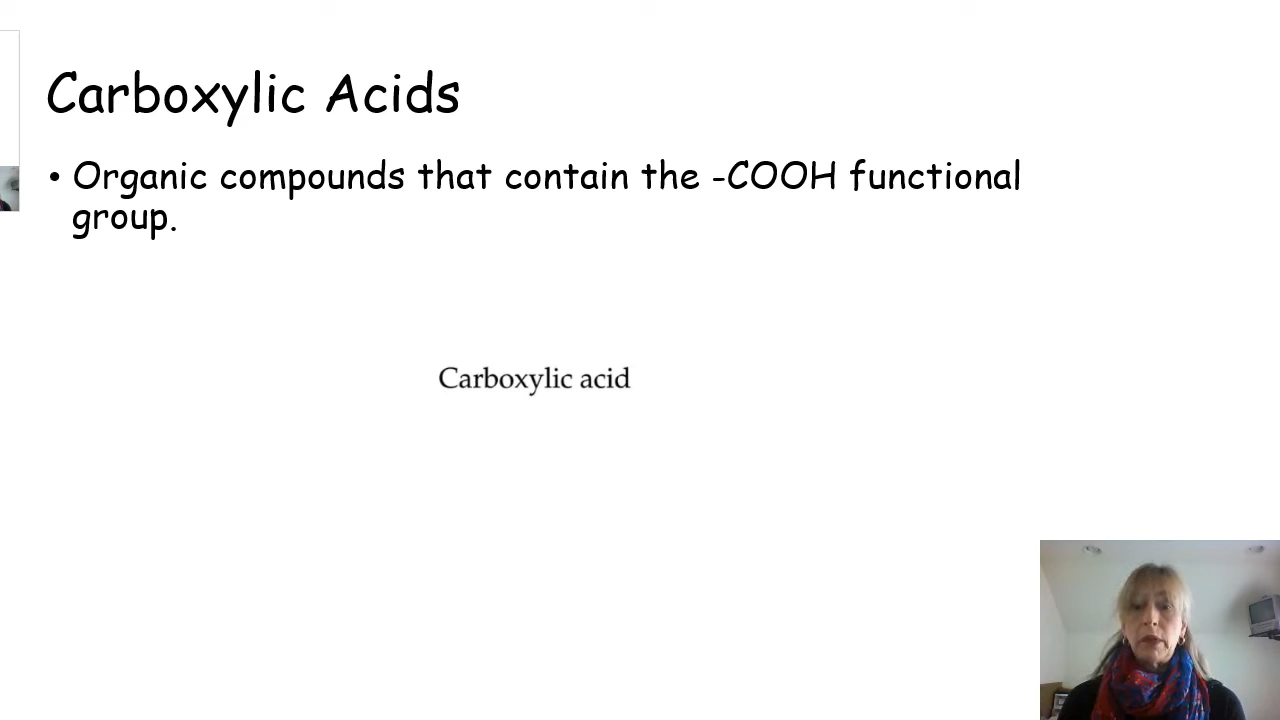 Carboxylic Acids
• Organic compounds that contain the -COOH functional
group.
Carboxylic acid